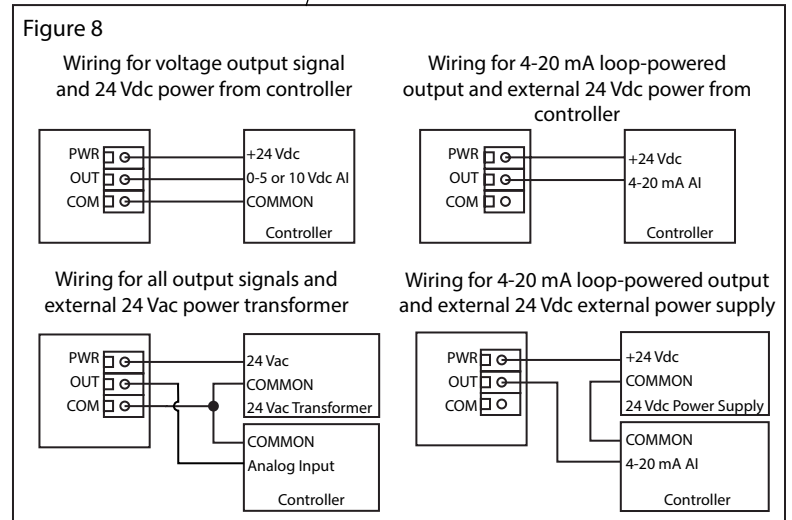 Figure 8
Wiring for voltage output signal
and 24 Vdc power from controller
PWR
OUT
COM
+24 Vdc
0-5 or 10 Vdc AI
COMMON
Controller
Wiring for 4-20 mA loop-powered
output and external 24 Vdc power from
controller
PWR
OUT
COM
+24 Vdc
4-20 mA AI
Controller
Wiring for all output signals and
external 24 Vac power transformer
PWR
OUT
COM
24 Vac
COMMON
24 Vac Transformer
COMMON
Analog Input
Controller
Wiring for 4-20 mA loop-powered output
and external 24 Vdc external power supply
PWR
OUT
COM
+24 Vdc
COMMON
24 Vdc Power Supply
COMMON
4-20 mA AI
Controller